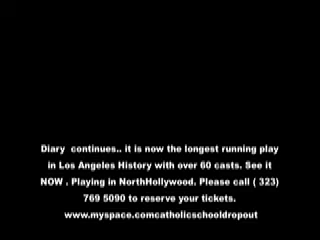 Diary continues.. it is now the longest running play
in Los Angeles History with over 60 casts. See it
NOW . Playing in NorthHollywood. Please call ( 323)
769 5090 to reserve your tickets.
www.myspace.comcatholicschooldropout